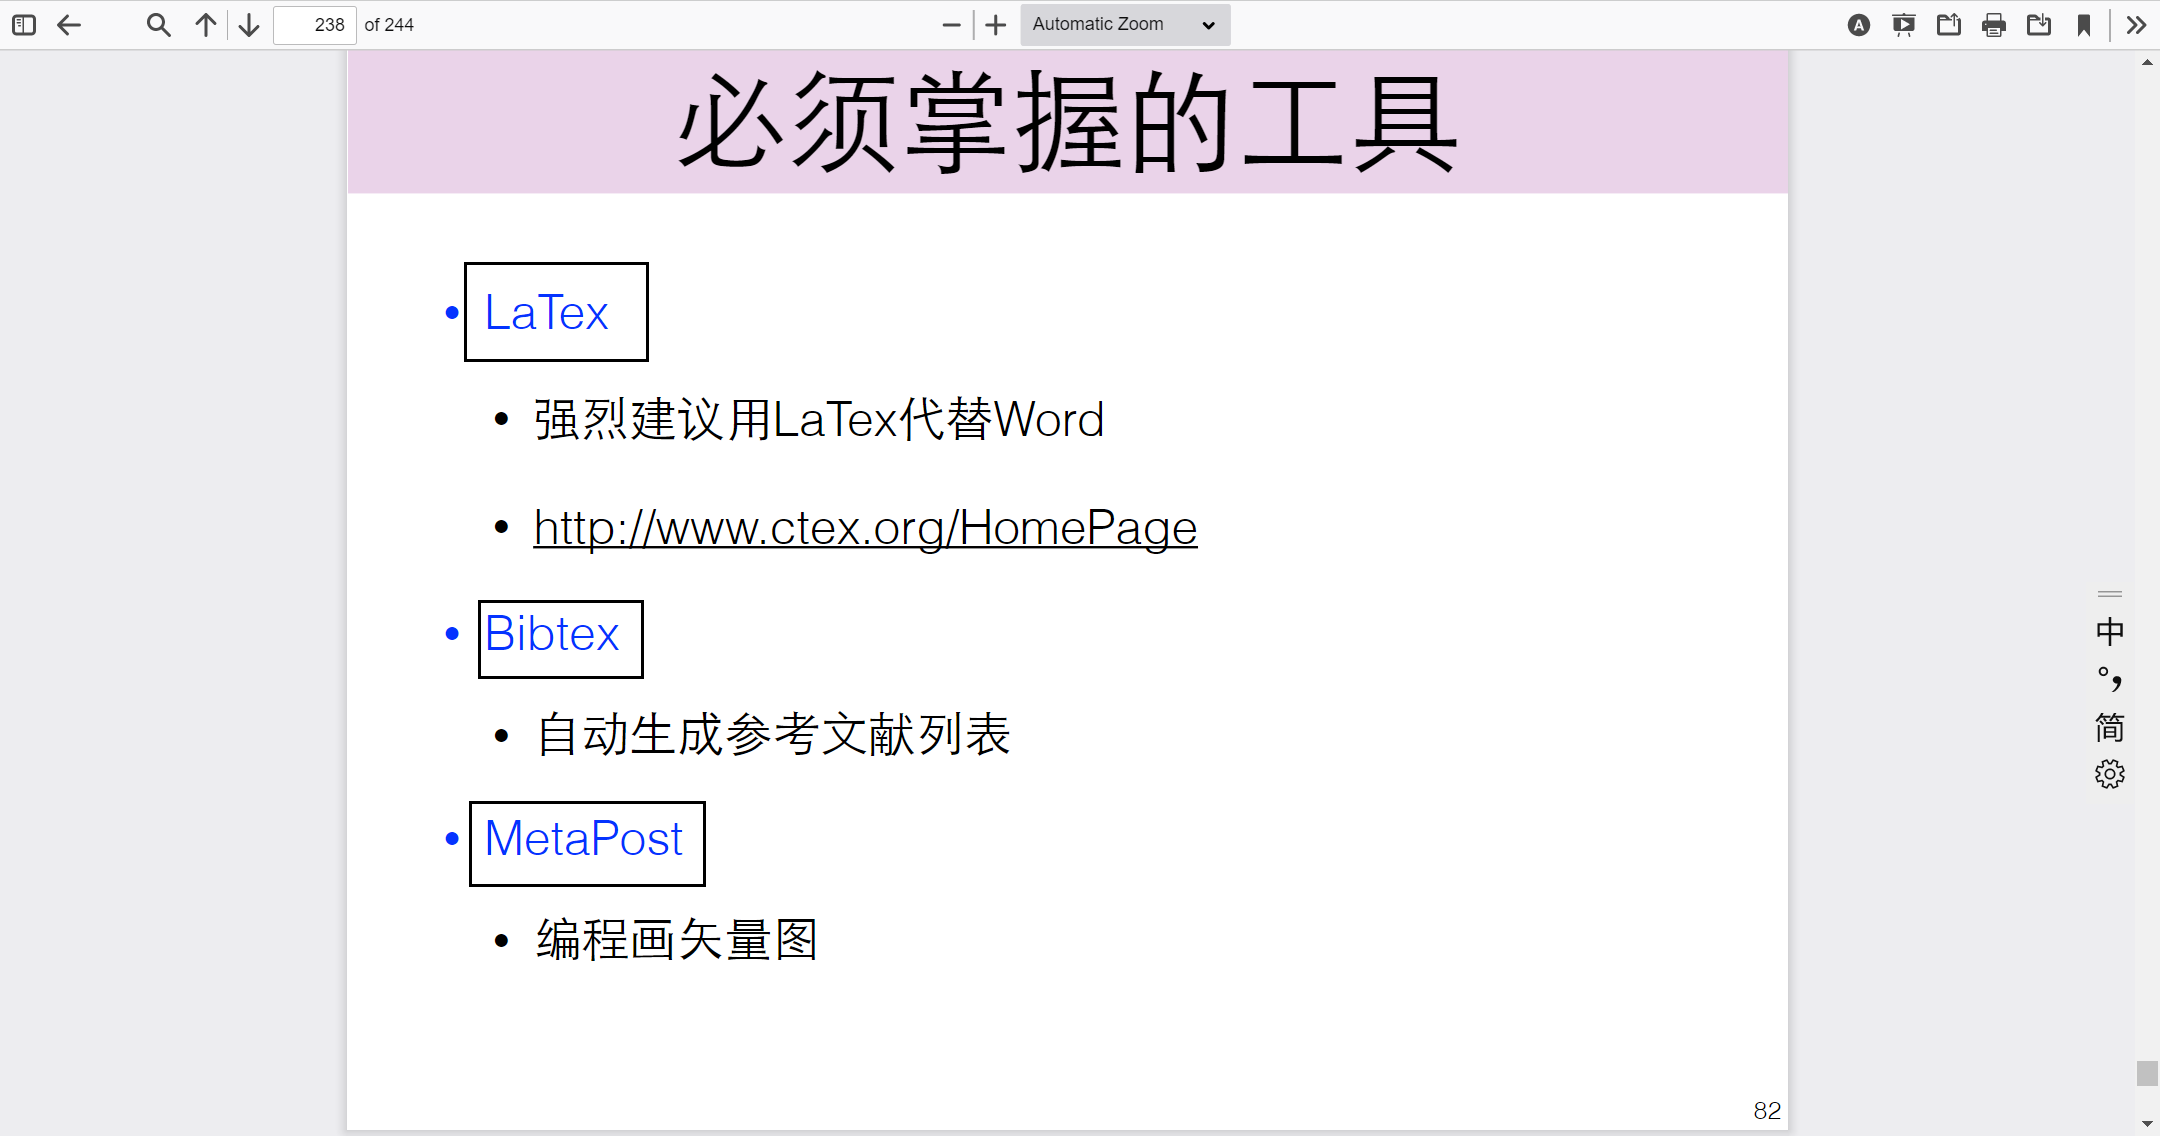 238 of 244
Automatic Zoom
必须掌握的工具
• LaTex
• 强烈建议用LaTex代替Word
• http://www.ctex.org/HomePage
• Bibtex
• 自动生成参考文献列表
• MetaPost
• 编程画矢量图
82
中
°,
简